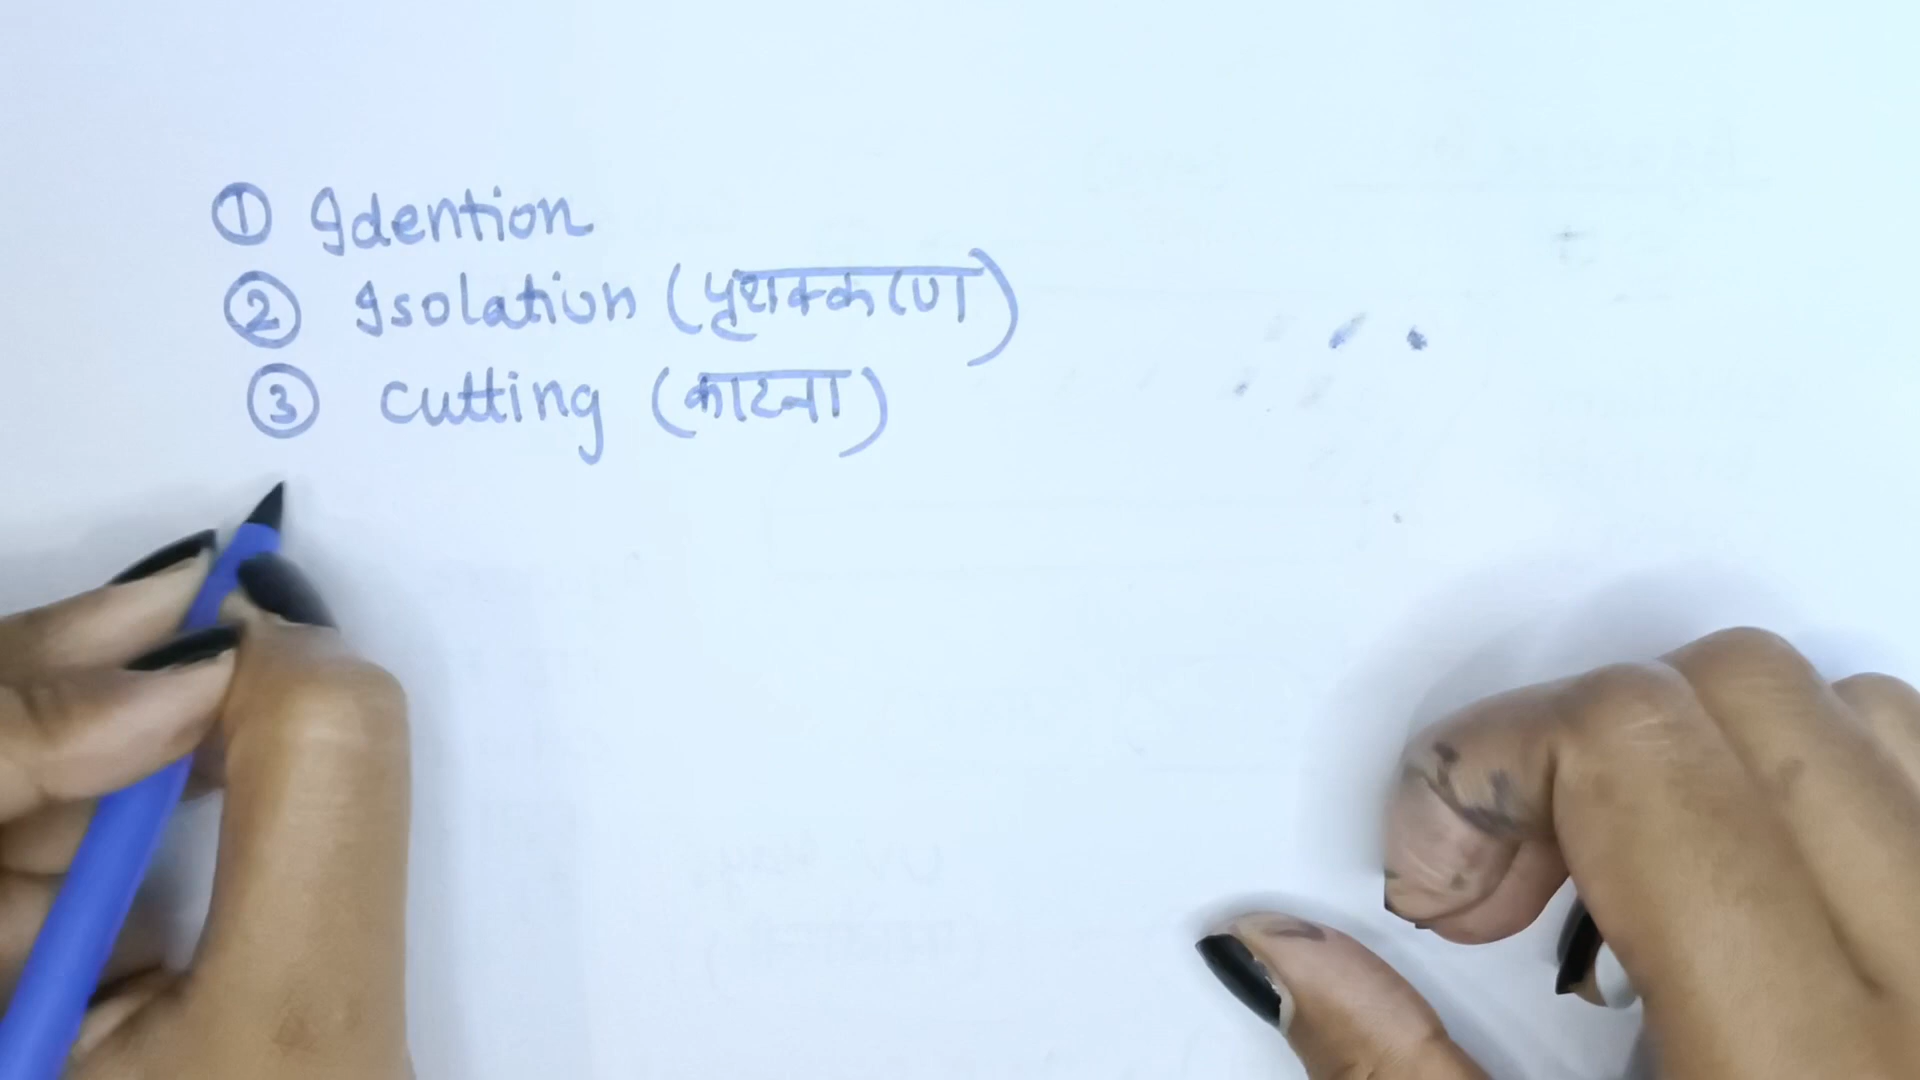 ① Idention
② Isolation (पृथक्करण)
③ cutting (काटना)